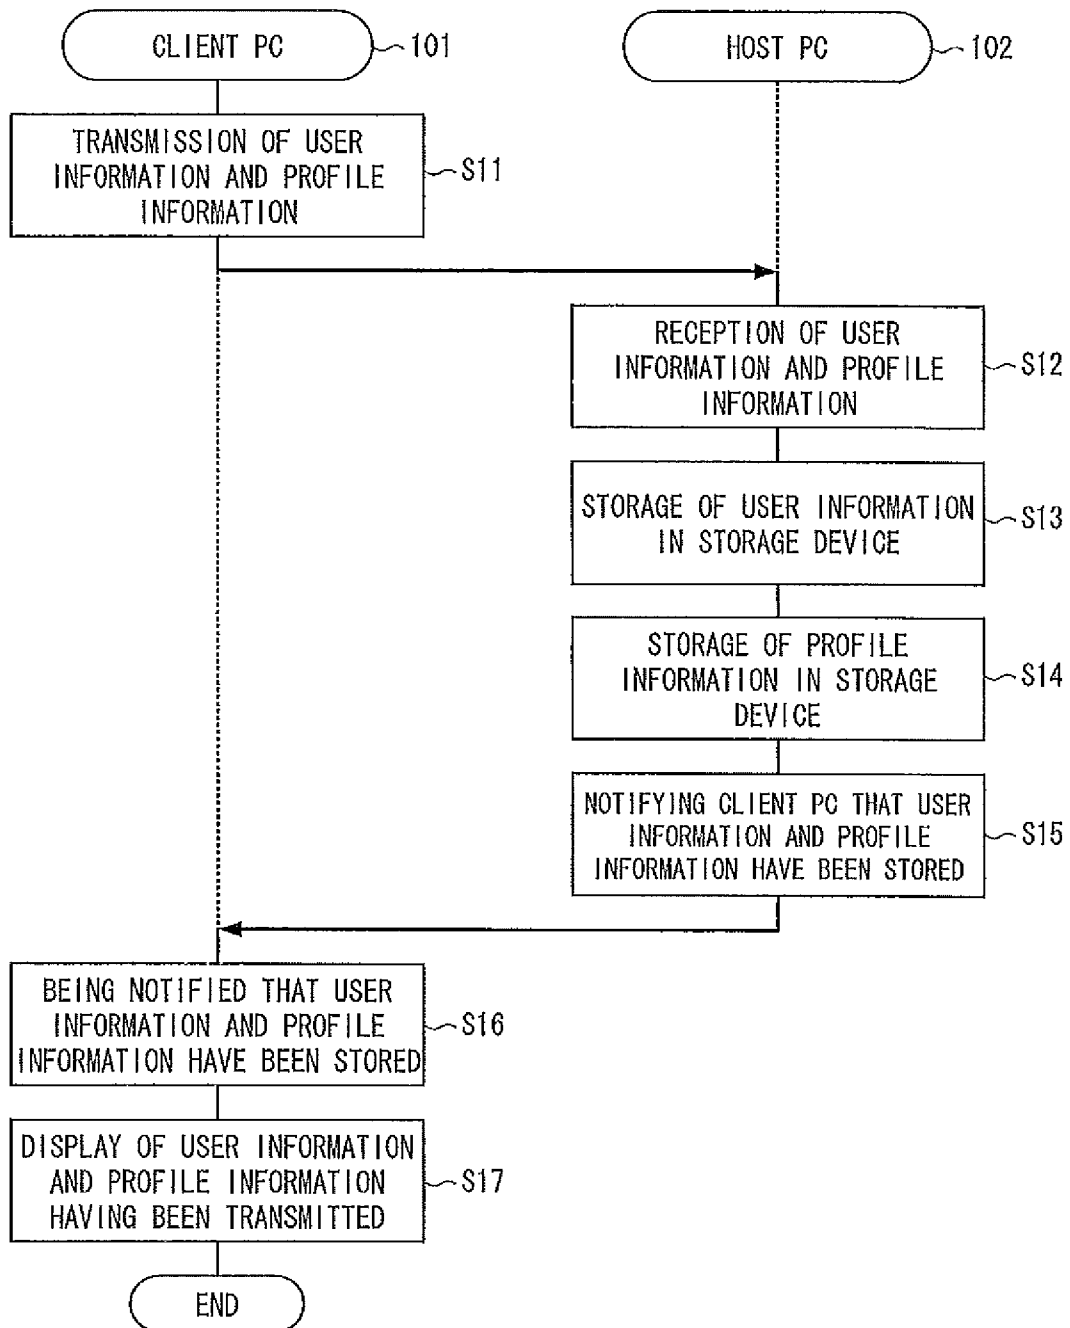 CLIENT PC
101
HOST PC
102
TRANSMISSION OF USER
INFORMATION AND PROFILE
INFORMATION
S11
RECEPTION OF USER
INFORMATION AND PROFILE
INFORMATION
S12
STORAGE OF USER INFORMATION
IN STORAGE DEVICE
S13
STORAGE OF PROFILE
INFORMATION IN STORAGE
DEVICE
S14
NOTIFYING CLIENT PC THAT USER
INFORMATION AND PROFILE
INFORMATION HAVE BEEN STORED
S15
BEING NOTIFIED THAT USER
INFORMATION AND PROFILE
INFORMATION HAVE BEEN STORED
S16
DISPLAY OF USER INFORMATION
AND PROFILE INFORMATION
HAVING BEEN TRANSMITTED
S17
END